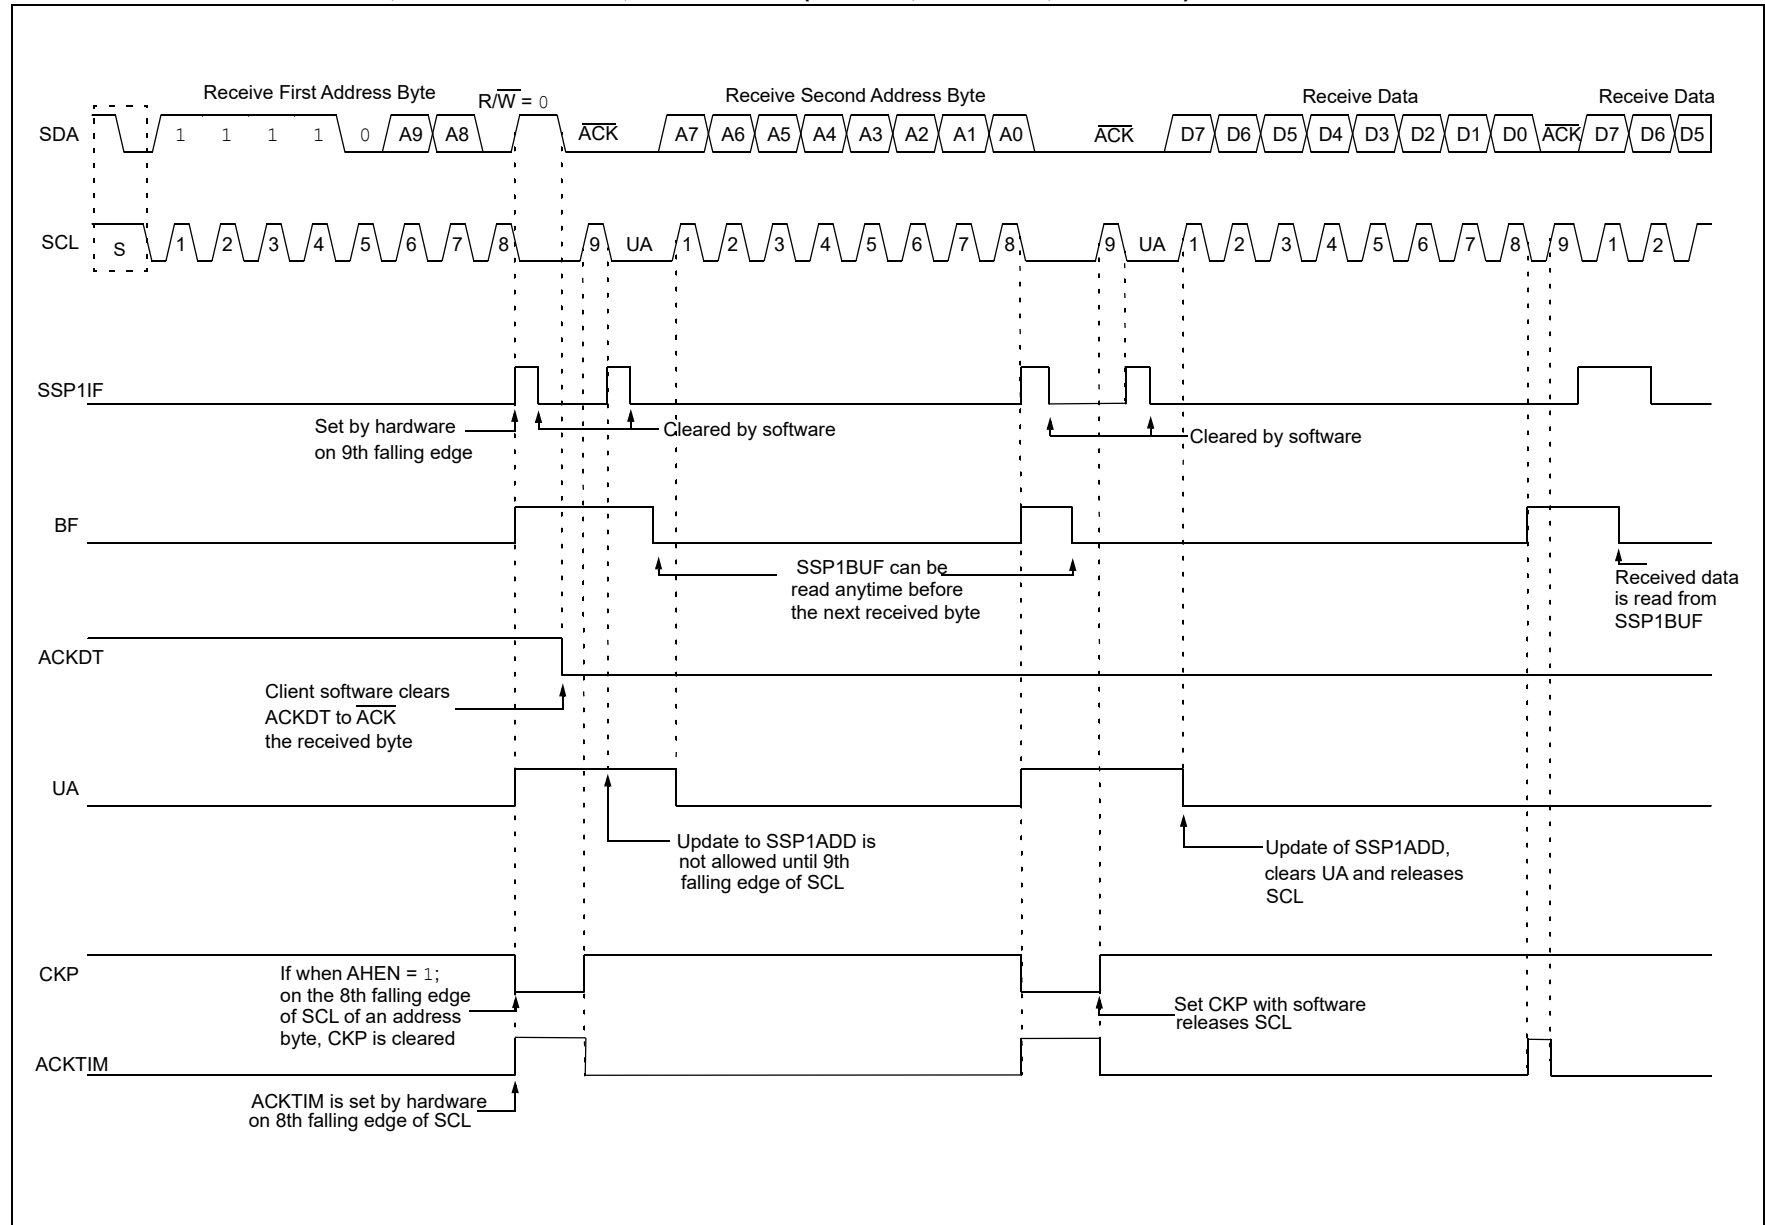 Receive First Address Byte
R/W = 0
Receive Second Address Byte
Receive Data
Receive Data
SDA
1 1 1 1 0 A9 A8 ACK A7 A6 A5 A4 A3 A2 A1 A0 ACK D7 D6 D5 D4 D3 D2 D1 D0 ACK D7 D6 D5
SCL
S 1 2 3 4 5 6 7 8 9 UA 1 2 3 4 5 6 7 8 9 UA 1 2 3 4 5 6 7 8 9 1 2
SSP1IF
Set by hardware
on 9th falling edge
Cleared by software
Cleared by software
BF
SSP1BUF can be
read anytime before
the next received byte
Received data
is read from
SSP1BUF
ACKDT
Client software clears
ACKDT to ACK
the received byte
UA
Update to SSP1ADD is
not allowed until 9th
falling edge of SCL
Update of SSP1ADD,
clears UA and releases
SCL
CKP
If when AHEN = 1;
on the 8th falling edge
of SCL of an address
byte, CKP is cleared
Set CKP with software
releases SCL
ACKTIM
ACKTIM is set by hardware
on 8th falling edge of SCL